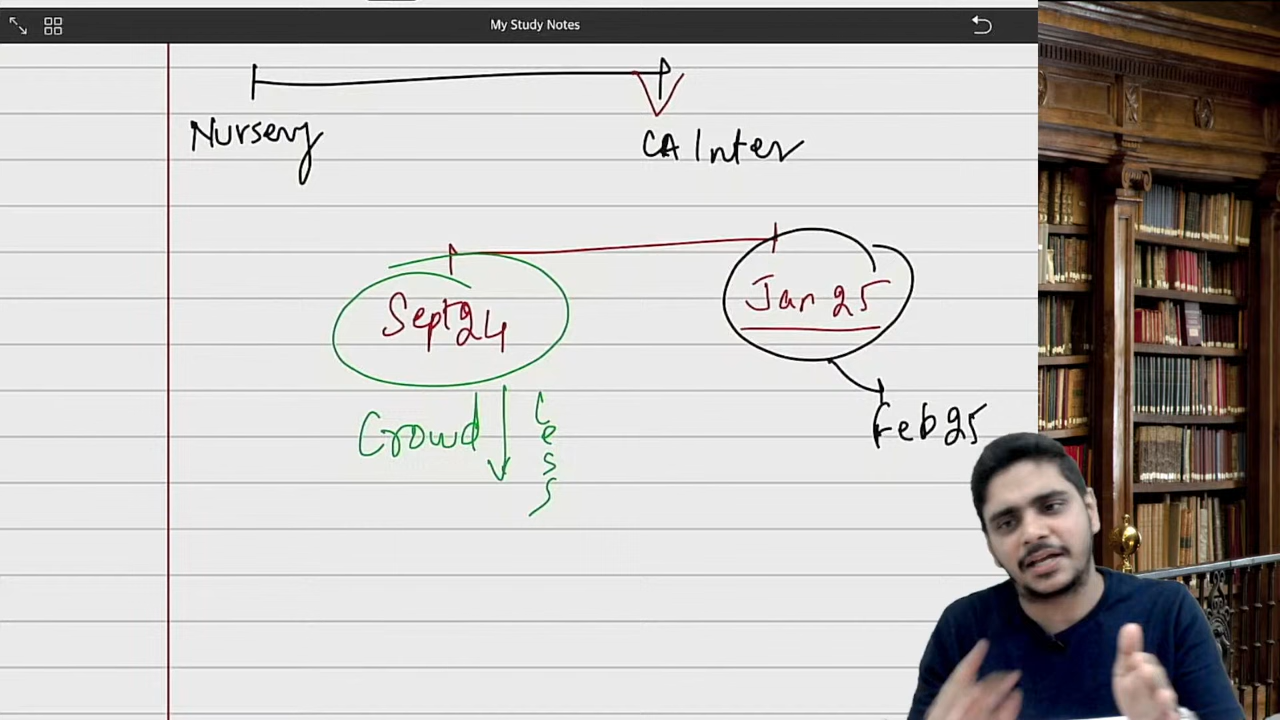 My Study Notes
Nursery
CA Inter
Sept 24
Jan 25
Crowd
Less
Feb 25